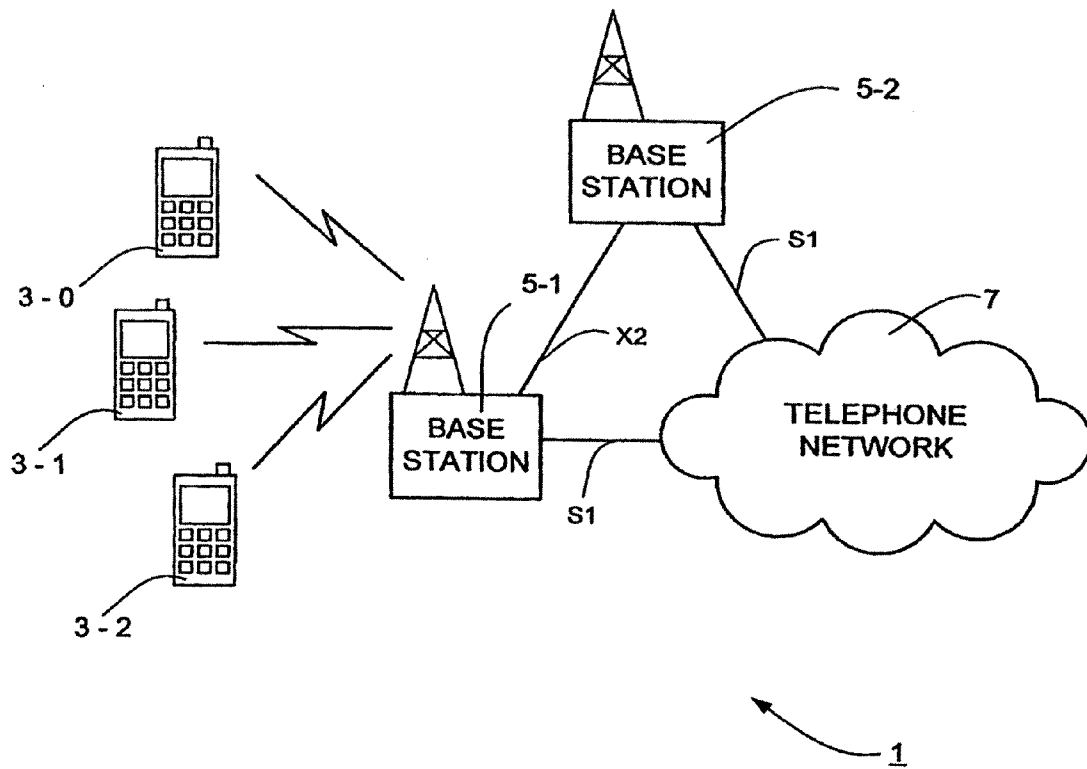 5-2
BASE
STATION
S1
3 - 0
5-1
7
X2
TELEPHONE
NETWORK
BASE
STATION
3 - 1
S1
3 - 2
1